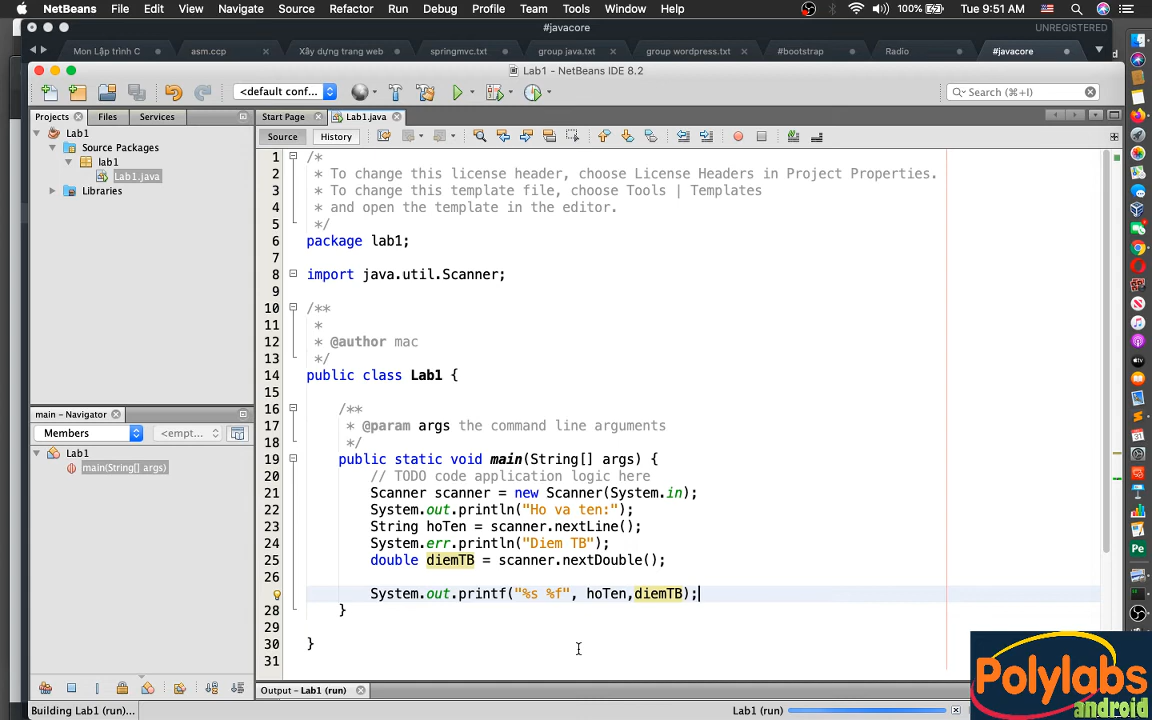 NetBeans File Edit View Navigate Source Refactor Run Debug Profile Team Tools Window Help 100% Tue 9:51 AM
#javacore UNREGISTERED
Mon Lập trình C asm.ccp Xây dựng trang web springmvc.txt group java.txt group wordpress.txt #bootstrap Radio #javacore
Lab1 - NetBeans IDE 8.2
<default conf... Search (⌘+I)
Projects Files Services Start Page Lab1.java
Source History
Lab1
Source Packages
lab1
Lab1.java
Libraries
1 /*
2 * To change this license header, choose License Headers in Project Properties.
3 * To change this template file, choose Tools | Templates
4 * and open the template in the editor.
5 */
6 package lab1;
7
8 import java.util.Scanner;
9
10 /**
11 *
12 * @author mac
13 */
14 public class Lab1 {
15
16 /**
17 * @param args the command line arguments
18 */
19 public static void main(String[] args) {
20 // TODO code application logic here
21 Scanner scanner = new Scanner(System.in);
22 System.out.println("Ho va ten:");
23 String hoTen = scanner.nextLine();
24 System.err.println("Diem TB");
25 double diemTB = scanner.nextDouble();
26
System.out.printf("%s %f", hoTen,diemTB);
28 }
29
30 }
31
main - Navigator
Members <empt...
Lab1
main(String[] args)
Output - Lab1 (run)
Building Lab1 (run)... Lab1 (run)
Polylabs
android